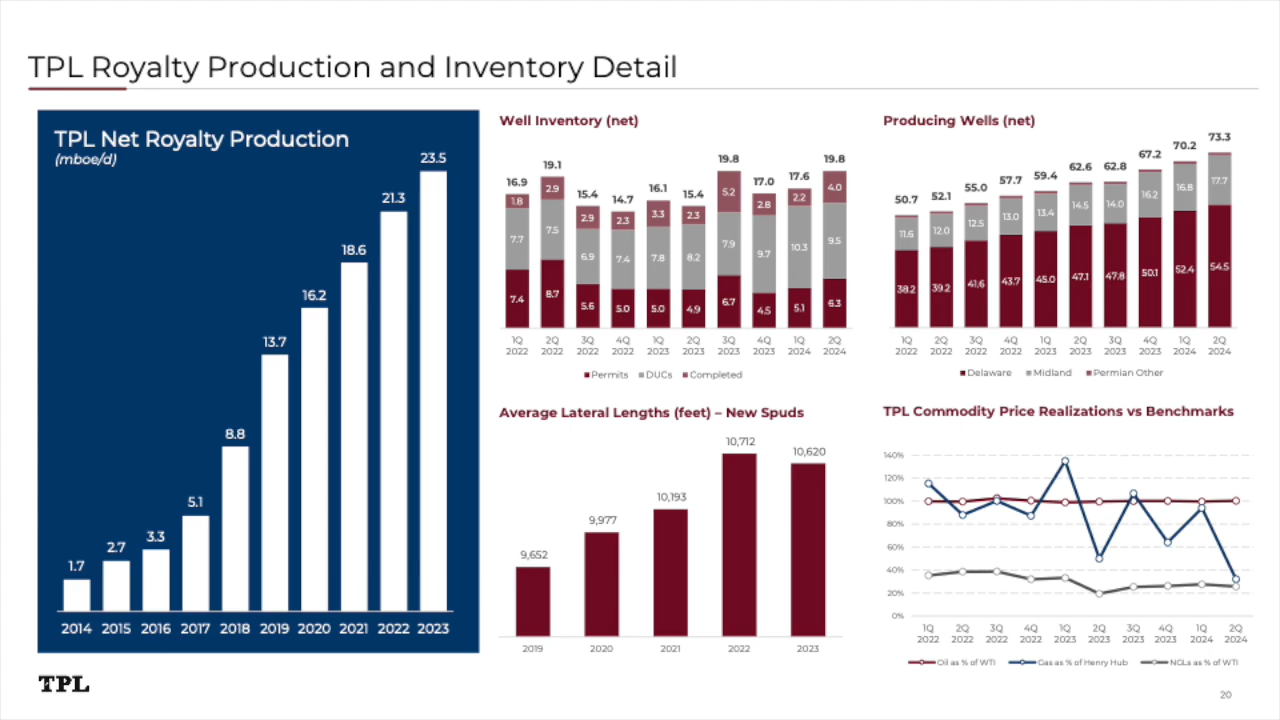 TPL Royalty Production and Inventory Detail
TPL Net Royalty Production
(mboe/d)
23.5
21.3
18.6
16.2
13.7
8.8
5.1
3.3
2.7
1.7
2014 2015 2016 2017 2018 2019 2020 2021 2022 2023
Well Inventory (net)
16.9 19.1 15.4 14.7 16.1 15.4 19.8 17.0 17.6 19.8
1.8 2.9 2.9 2.3 3.3 2.3 5.2 2.8 2.2 4.0
7.7 7.5 6.9 7.4 7.8 8.2 7.9 9.7 10.3 9.5
7.4 8.7 5.6 5.0 5.0 4.9 6.7 4.5 5.1 6.3
1Q 2Q 3Q 4Q 1Q 2Q 3Q 4Q 1Q 2Q
2022 2022 2022 2022 2023 2023 2023 2023 2024 2024
Permits DUCs Completed
Producing Wells (net)
50.7 52.1 55.0 57.7 59.4 62.6 62.8 67.2 70.2 73.3
11.6 12.0 12.5 13.0 13.4 14.5 14.0 16.2 16.8 17.7
38.2 39.2 41.6 43.7 45.0 47.1 47.8 50.1 52.4 54.5
1Q 2Q 3Q 4Q 1Q 2Q 3Q 4Q 1Q 2Q
2022 2022 2022 2022 2023 2023 2023 2023 2024 2024
Delaware Midland Permian Other
Average Lateral Lengths (feet) – New Spuds
9,652 9,977 10,193 10,712 10,620
2019 2020 2021 2022 2023
TPL Commodity Price Realizations vs Benchmarks
140%
120%
100%
80%
60%
40%
20%
0%
1Q 2Q 3Q 4Q 1Q 2Q 3Q 4Q 1Q 2Q
2022 2022 2022 2022 2023 2023 2023 2023 2024 2024
Oil as % of WTI Gas as % of Henry Hub NGLs as % of WTI
TPL
20